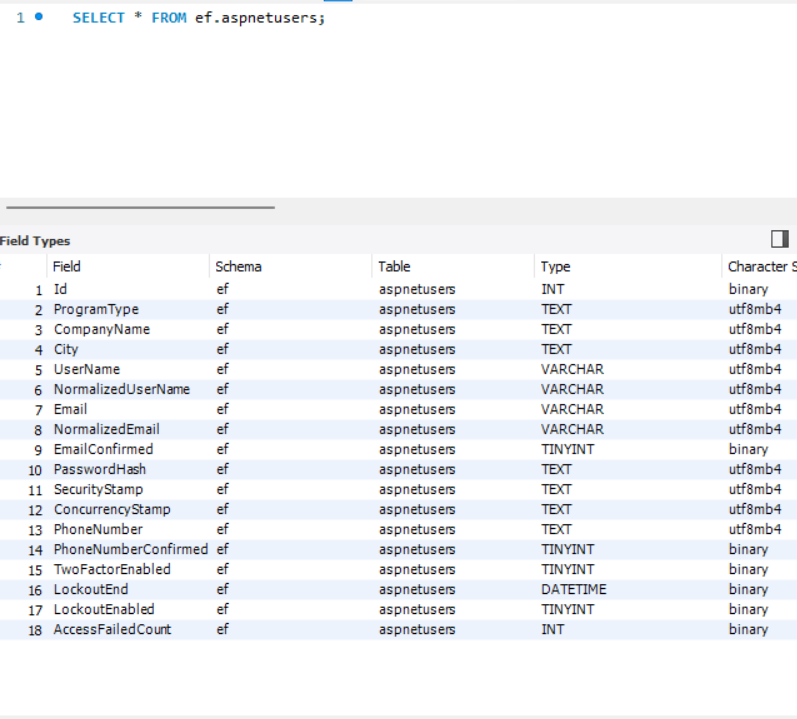 1 SELECT * FROM ef.aspnetusers;
Field Types
Field Schema Table Type Character S
1 Id ef aspnetusers INT binary
2 ProgramType ef aspnetusers TEXT utf8mb4
3 CompanyName ef aspnetusers TEXT utf8mb4
4 City ef aspnetusers TEXT utf8mb4
5 UserName ef aspnetusers VARCHAR utf8mb4
6 NormalizedUserName ef aspnetusers VARCHAR utf8mb4
7 Email ef aspnetusers VARCHAR utf8mb4
8 NormalizedEmail ef aspnetusers VARCHAR utf8mb4
9 EmailConfirmed ef aspnetusers TINYINT binary
10 PasswordHash ef aspnetusers TEXT utf8mb4
11 SecurityStamp ef aspnetusers TEXT utf8mb4
12 ConcurrencyStamp ef aspnetusers TEXT utf8mb4
13 PhoneNumber ef aspnetusers TEXT utf8mb4
14 PhoneNumberConfirmed ef aspnetusers TINYINT binary
15 TwoFactorEnabled ef aspnetusers TINYINT binary
16 LockoutEnd ef aspnetusers DATETIME binary
17 LockoutEnabled ef aspnetusers TINYINT binary
18 AccessFailedCount ef aspnetusers INT binary